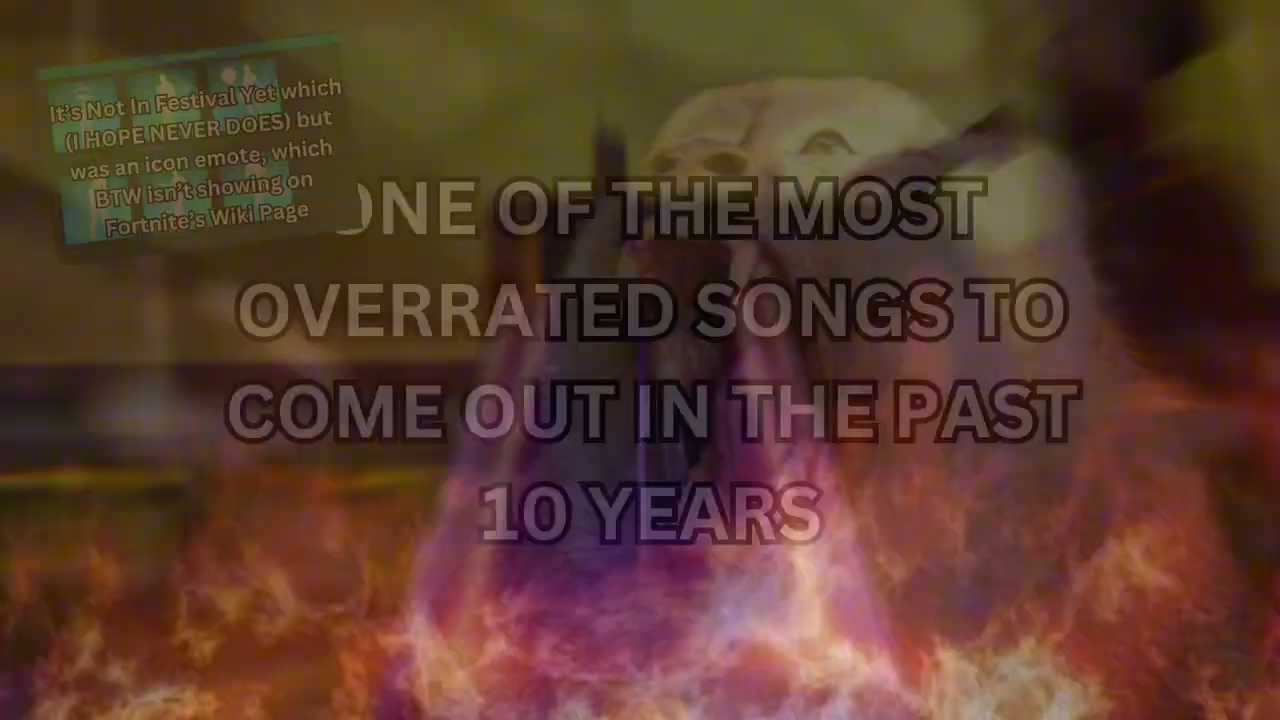 It's Not In Festival Yet which
(I HOPE NEVER DOES) but
was an icon emote, which
BTW isn't showing on
Fortnite's Wiki Page
ONE OF THE MOST
OVERRATED SONGS TO
COME OUT IN THE PAST
10 YEARS